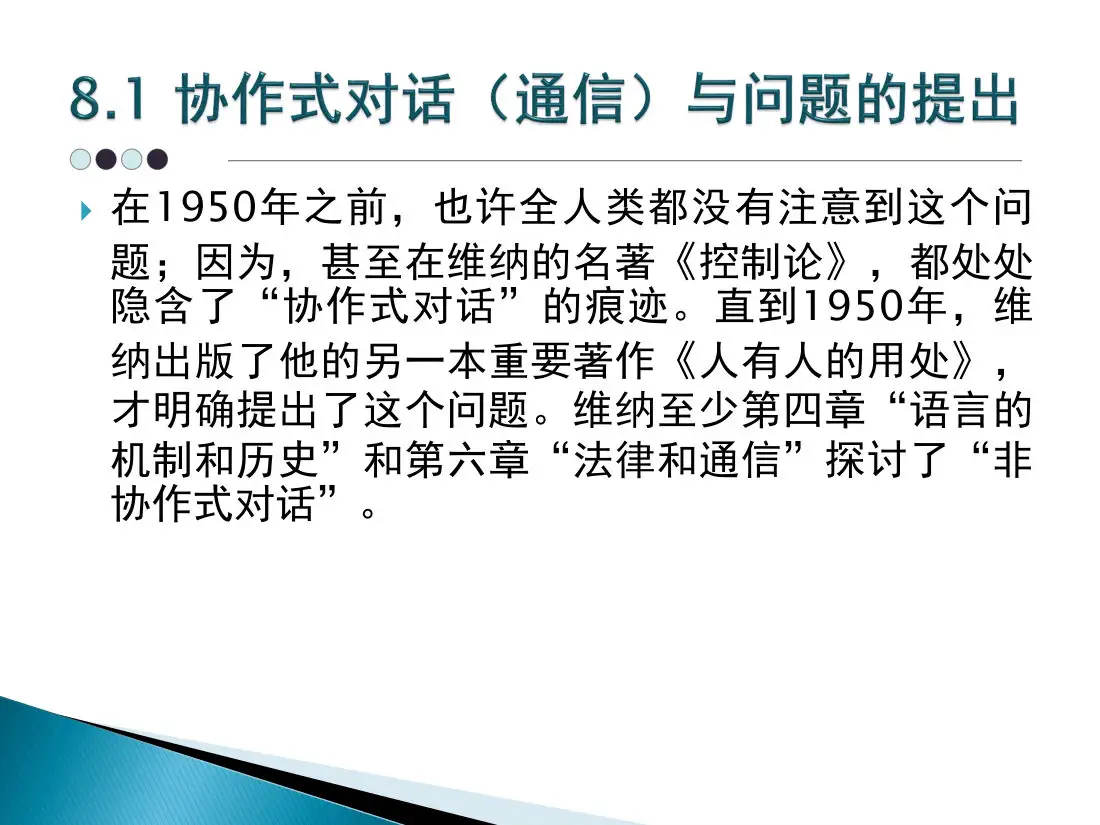 8.1 协作式对话（通信）与问题的提出
在1950年之前，也许全人类都没有注意到这个问
题；因为，甚至在维纳的名著《控制论》，都处处
隐含了“协作式对话”的痕迹。直到1950年，维
纳出版了他的另一本重要著作《人有人的用处》，
才明确提出了这个问题。维纳至少第四章“语言的
机制和历史”和第六章“法律和通信”探讨了“非
协作式对话”。